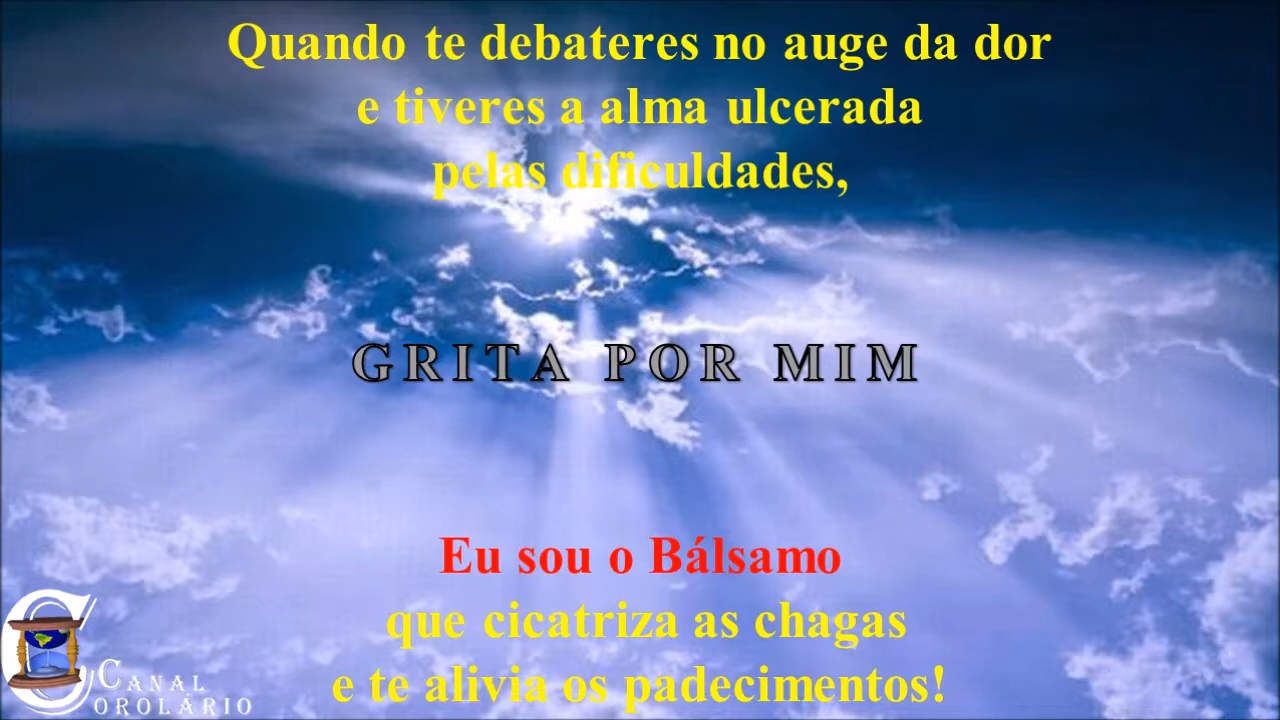 Quando te debateres no auge da dor
e tiveres a alma ulcerada
pelas dificuldades,
GRITA POR MIM
Eu sou o Bálsamo
que cicatriza as chagas
e te alivia os padecimentos!
CANAL
COROLÁRIO